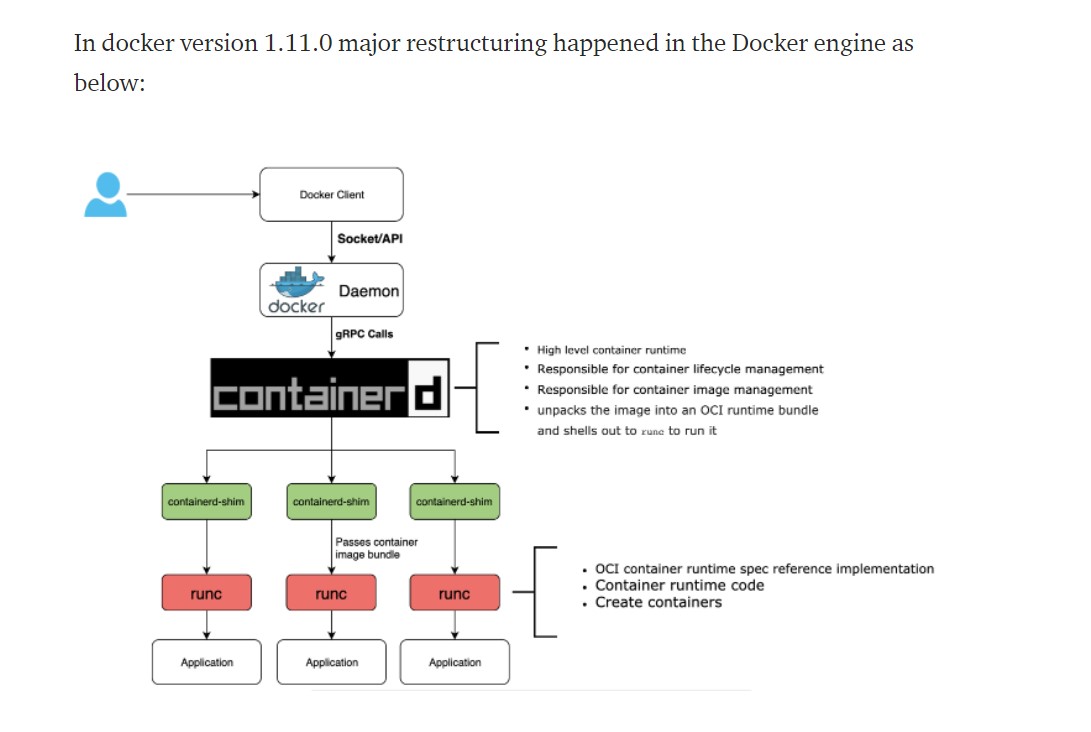 In docker version 1.11.0 major restructuring happened in the Docker engine as
below:
Docker Client
Socket/API
docker
Daemon
gRPC Calls
containerd
• High level container runtime
• Responsible for container lifecycle management
• Responsible for container image management
• unpacks the image into an OCI runtime bundle
and shells out to runc to run it
containerd-shim
containerd-shim
containerd-shim
Passes container
image bundle
runc
runc
runc
• OCI container runtime spec reference implementation
• Container runtime code
• Create containers
Application
Application
Application